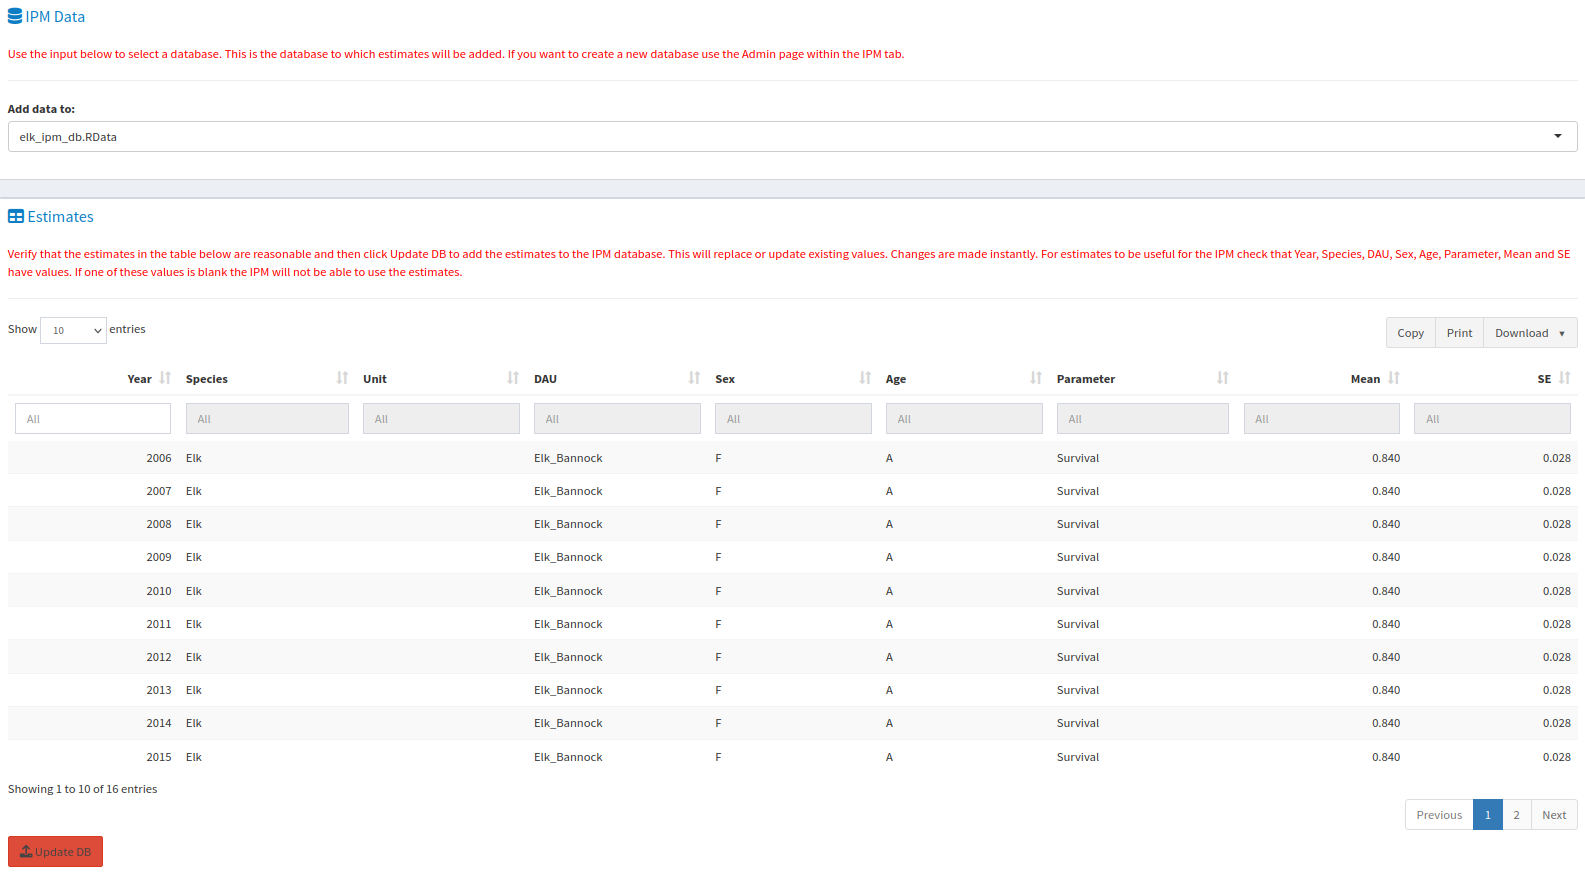 IPM Data
Use the input below to select a database. This is the database to which estimates will be added. If you want to create a new database use the Admin page within the IPM tab.
Add data to:
elk_ipm_db.RData
Estimates
Verify that the estimates in the table below are reasonable and then click Update DB to add the estimates to the IPM database. This will replace or update existing values. Changes are made instantly. For estimates to be useful for the IPM check that Year, Species, DAU, Sex, Age, Parameter, Mean and SE
have values. If one of these values is blank the IPM will not be able to use the estimates.
Show 10 entries Copy Print Download
Year Species Unit DAU Sex Age Parameter Mean SE
All All All All All All All All All
2006 Elk Elk_Bannock F A Survival 0.840 0.028
2007 Elk Elk_Bannock F A Survival 0.840 0.028
2008 Elk Elk_Bannock F A Survival 0.840 0.028
2009 Elk Elk_Bannock F A Survival 0.840 0.028
2010 Elk Elk_Bannock F A Survival 0.840 0.028
2011 Elk Elk_Bannock F A Survival 0.840 0.028
2012 Elk Elk_Bannock F A Survival 0.840 0.028
2013 Elk Elk_Bannock F A Survival 0.840 0.028
2014 Elk Elk_Bannock F A Survival 0.840 0.028
2015 Elk Elk_Bannock F A Survival 0.840 0.028
Showing 1 to 10 of 16 entries
Previous 1 2 Next
Update DB